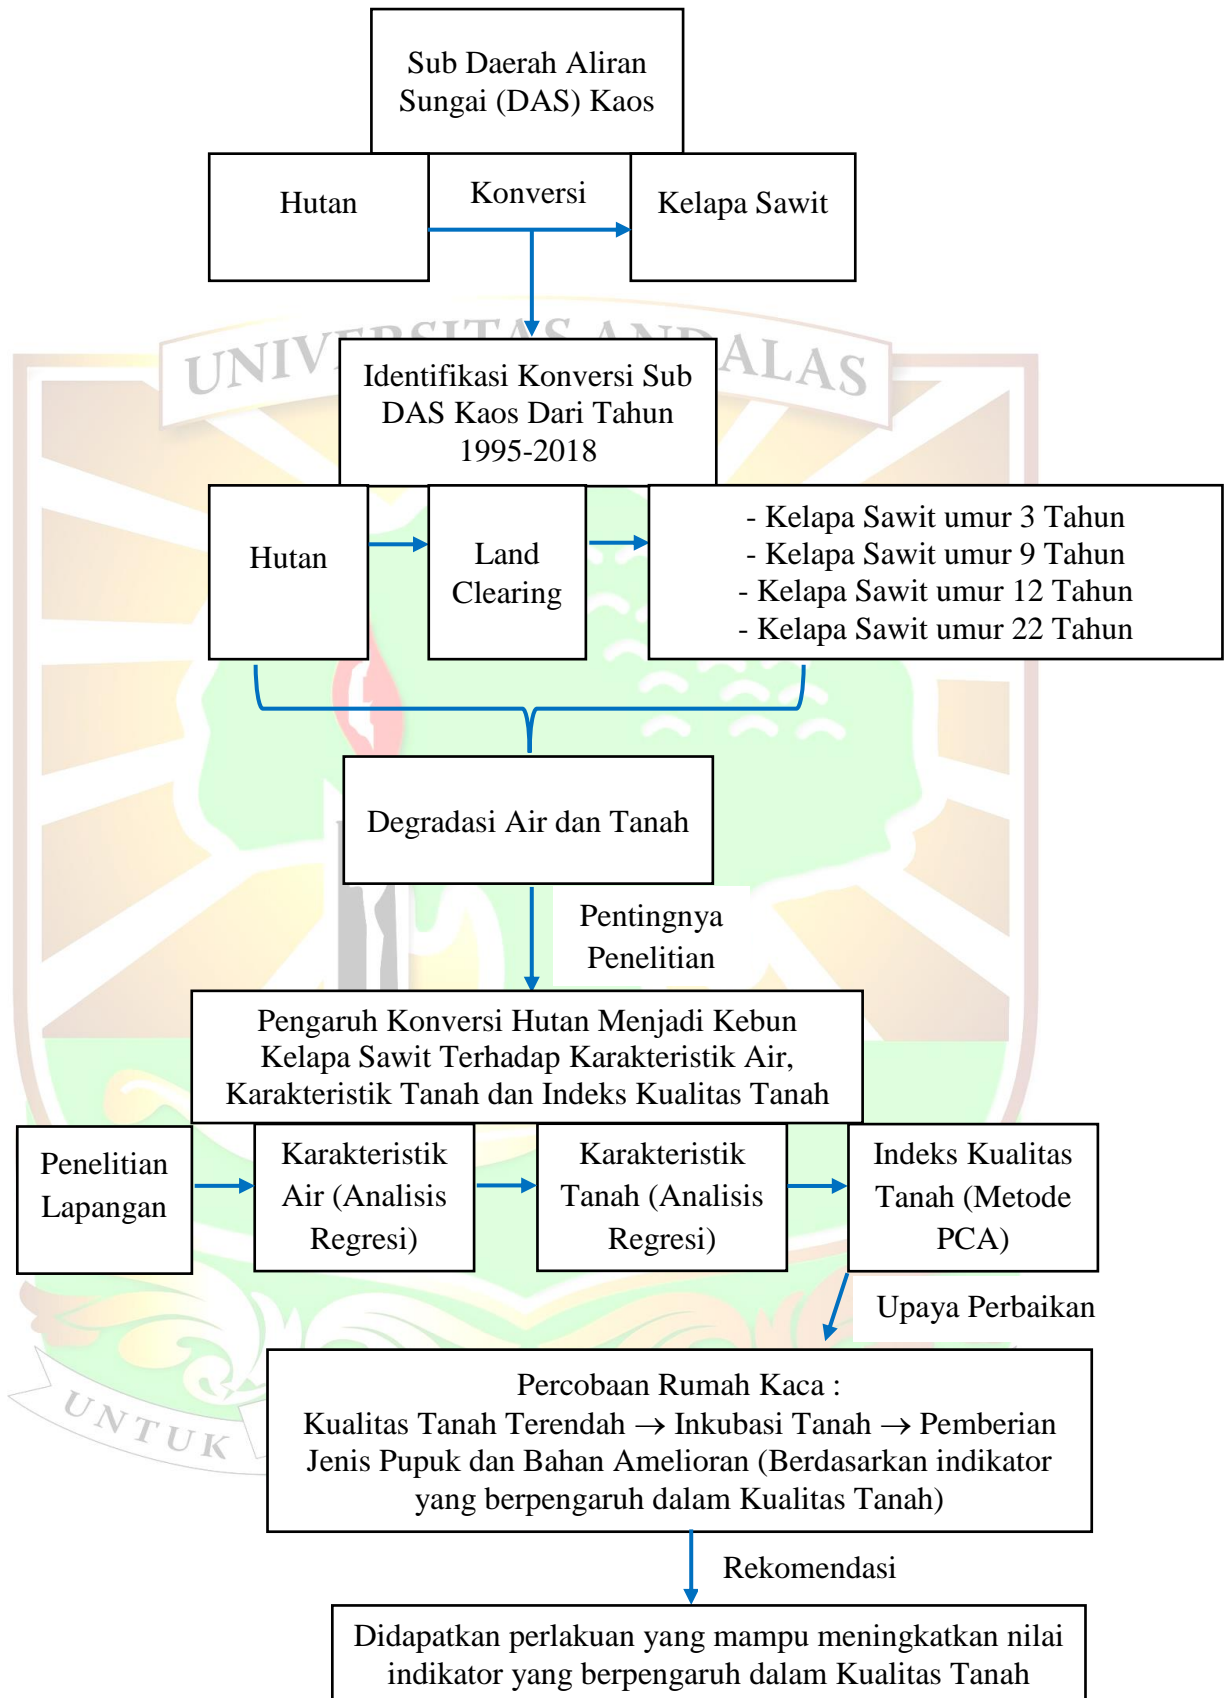 Sub Daerah Aliran
Sungai (DAS) Kaos
Hutan
Konversi
Kelapa Sawit
UNIVERSITAS ANDALAS
Identifikasi Konversi Sub
DAS Kaos Dari Tahun
1995-2018
Hutan
Land
Clearing
- Kelapa Sawit umur 3 Tahun
- Kelapa Sawit umur 9 Tahun
- Kelapa Sawit umur 12 Tahun
- Kelapa Sawit umur 22 Tahun
Degradasi Air dan Tanah
Pentingnya
Penelitian
Pengaruh Konversi Hutan Menjadi Kebun
Kelapa Sawit Terhadap Karakteristik Air,
Karakteristik Tanah dan Indeks Kualitas Tanah
Penelitian
Lapangan
Karakteristik
Air (Analisis
Regresi)
Karakteristik
Tanah (Analisis
Regresi)
Indeks Kualitas
Tanah (Metode
PCA)
Upaya Perbaikan
UNTUK
Percobaan Rumah Kaca :
Kualitas Tanah Terendah → Inkubasi Tanah → Pemberian
Jenis Pupuk dan Bahan Amelioran (Berdasarkan indikator
yang berpengaruh dalam Kualitas Tanah)
Rekomendasi
Didapatkan perlakuan yang mampu meningkatkan nilai
indikator yang berpengaruh dalam Kualitas Tanah